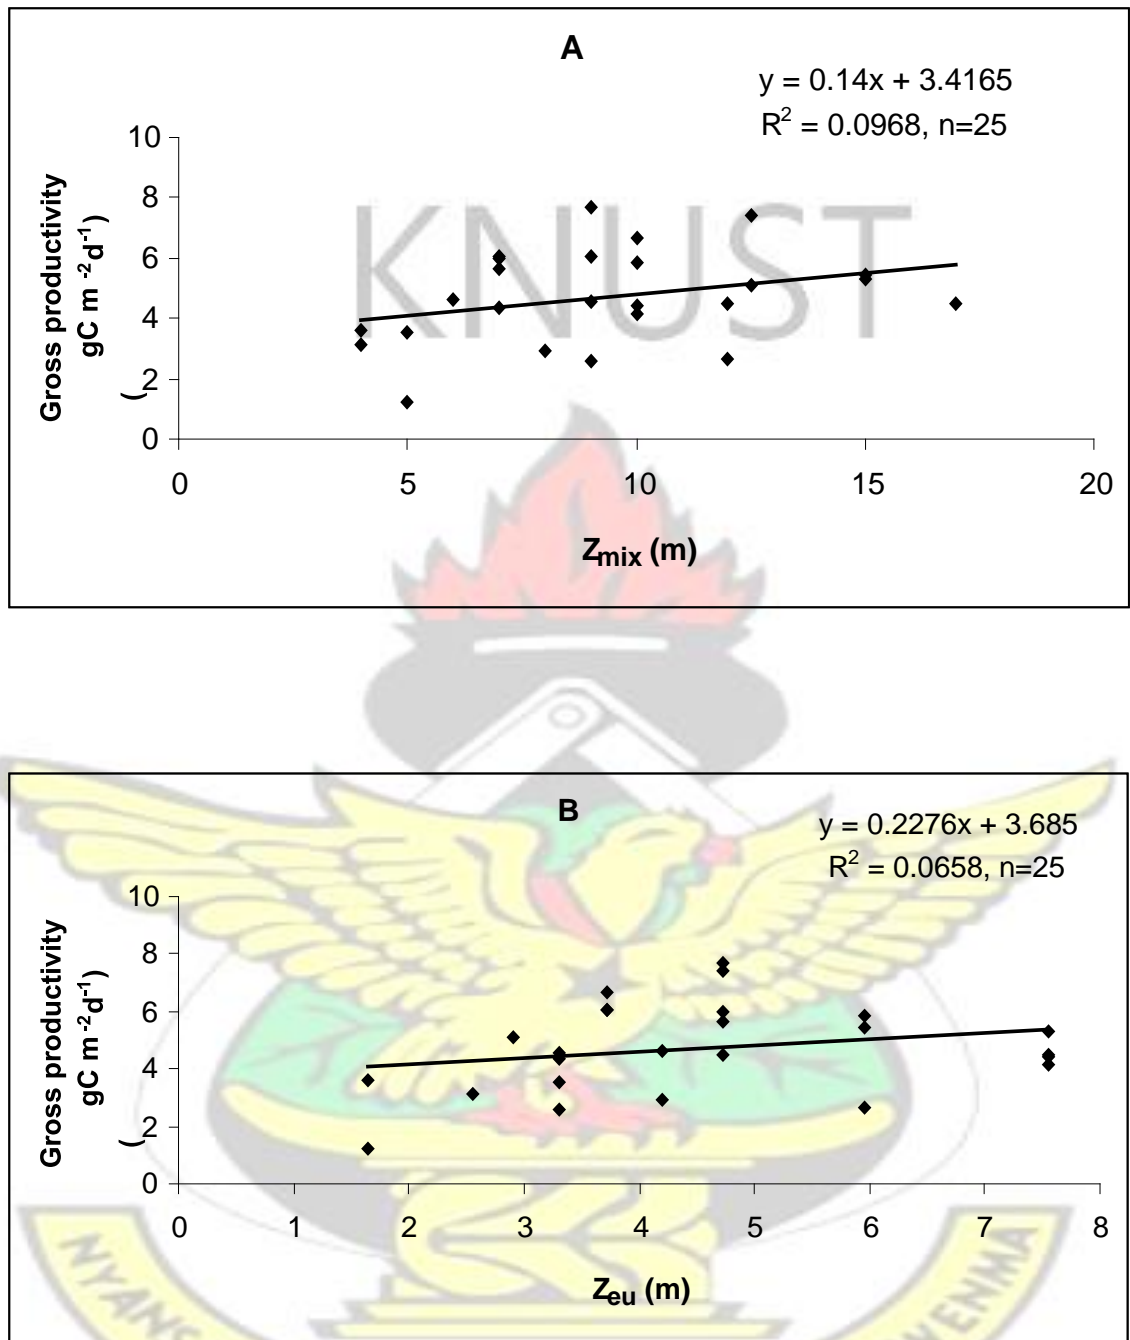 A
y = 0.14x + 3.4165
R² = 0.0968, n=25
Gross productivity
( gC m⁻²d⁻¹)
10
8
6
4
2
0
0 5 10 15 20
Zmix (m)
KNUST
B
y = 0.2276x + 3.685
R² = 0.0658, n=25
Gross productivity
( gC m⁻²d⁻¹)
10
8
6
4
2
0
0 1 2 3 4 5 6 7 8
Zeu (m)
NYANS
VENMA